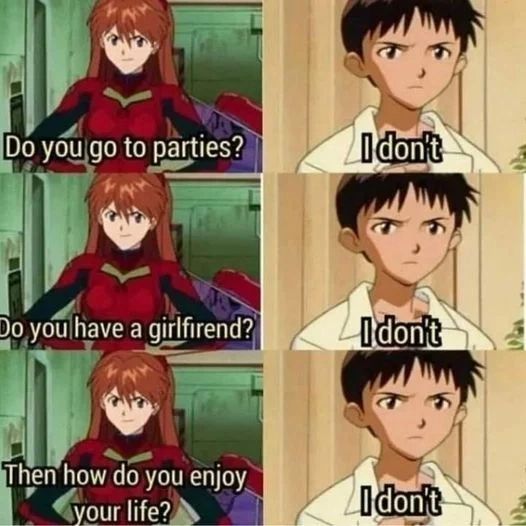 Do you go to parties?
I don't
Do you have a girlfirend?
I don't
Then how do you enjoy
your life?
I don't